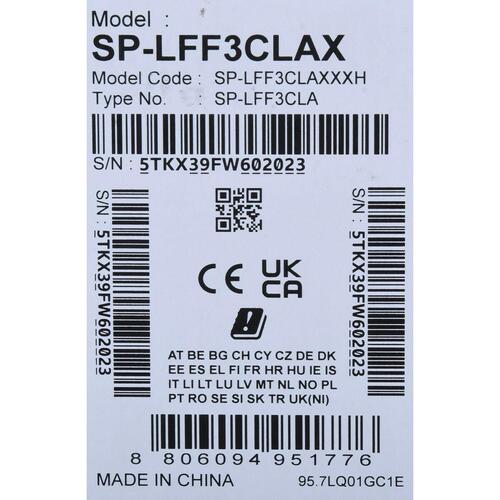 Model :
SP-LFF3CLAX
Model Code : SP-LFF3CLAXXXH
Type No. : SP-LFF3CLA
S/N : 5TKX39FW602023
S/N : 5TKX39FW602023
S/N : 5TKX39FW602023
CE UK
CA
!
AT BE BG CH CY CZ DE DK
EE ES EL FI FR HR HU IE IS
IT LI LT LU LV MT NL NO PL
PT RO SE SI SK TR UK(NI)
8 806094 951776
MADE IN CHINA 95.7LQ01GC1E